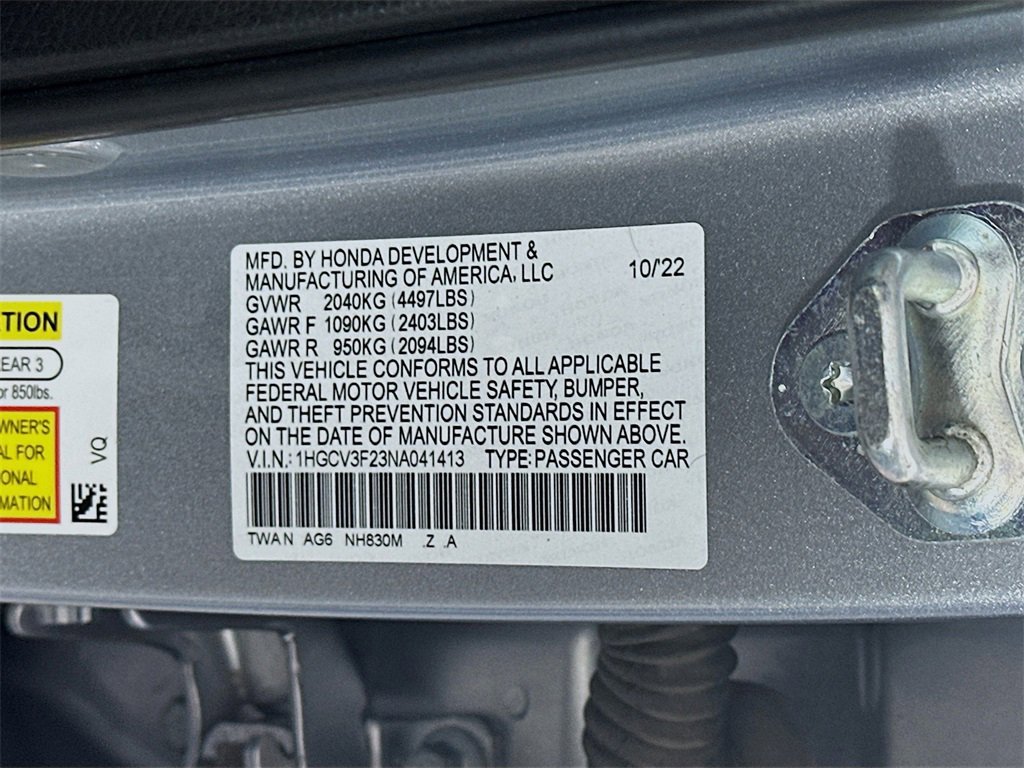 TION
EAR 3
or 850lbs.
WNER'S
AL FOR
ONAL
MATION
VQ
MFD. BY HONDA DEVELOPMENT &
MANUFACTURING OF AMERICA, LLC 10/22
GVWR 2040KG (4497LBS)
GAWR F 1090KG (2403LBS)
GAWR R 950KG (2094LBS)
THIS VEHICLE CONFORMS TO ALL APPLICABLE
FEDERAL MOTOR VEHICLE SAFETY, BUMPER,
AND THEFT PREVENTION STANDARDS IN EFFECT
ON THE DATE OF MANUFACTURE SHOWN ABOVE.
V.I.N.: 1HGCV3F23NA041413 TYPE: PASSENGER CAR
TWA N AG6 NH830M .Z .A